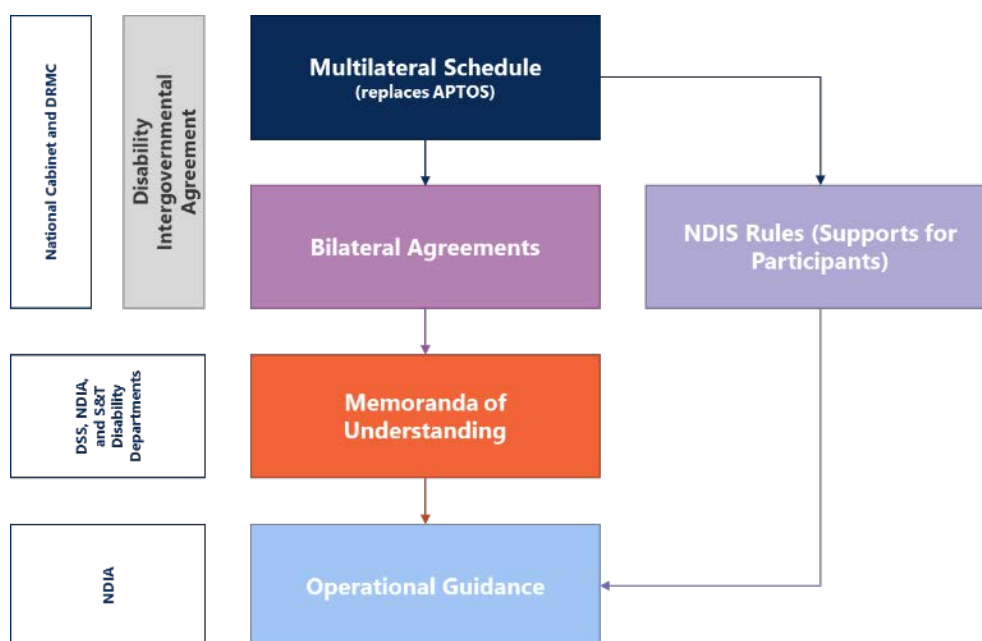 National Cabinet and DRMC
Disability
Intergovernmental
Agreement
Multilateral Schedule
(replaces APTOS)
Bilateral Agreements
NDIS Rules (Supports for
Participants)
DSS, NDIA,
and S&T
Disability
Departments
Memoranda of
Understanding
NDIA
Operational Guidance